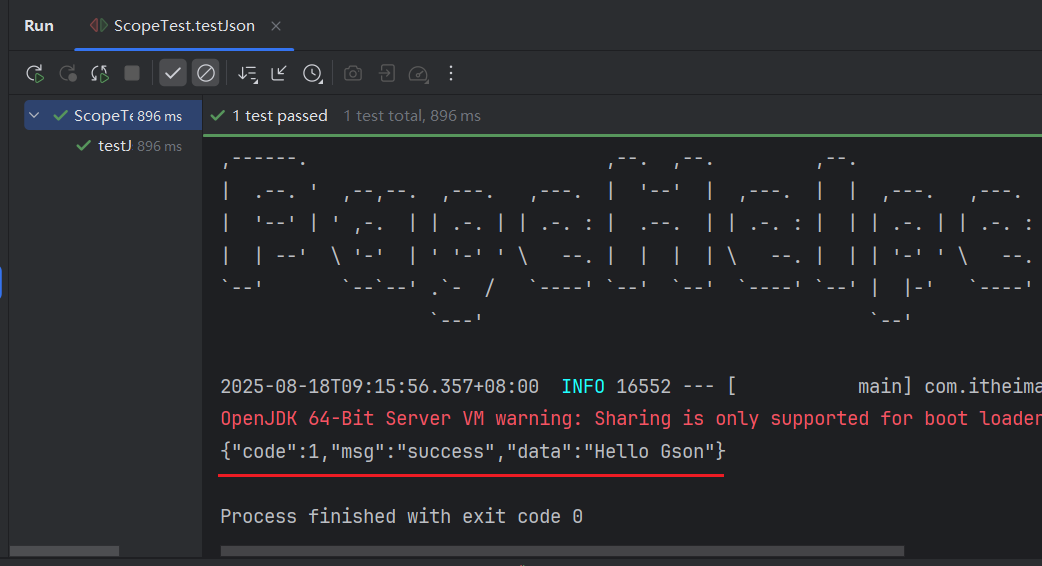 Run ScopeTest.testJson
ScopeTe 896 ms
1 test passed 1 test total, 896 ms
testJ 896 ms
,------.                           ,--.  ,--.         ,--.
|  .--. '  ,--,--.  ,---.   ,---.  |  '--'  |  ,---.  |  |  ,---.   ,---.
|  '--' | ' ,-.  | | .-. | | .-. : |  .--.  | | .-. : |  | | .-. | | .-. :
|  | --'  \ '-'  | ' '-' ' \   --. |  |  |  | \   --. |  | | '-' ' \   --.
`--'       `--`--' .`-  /   `----' `--'  `--'  `----' `--' |  |-'   `----'
                   `---'                                   `--'
2025-08-18T09:15:56.357+08:00  INFO 16552 --- [           main] com.itheima
OpenJDK 64-Bit Server VM warning: Sharing is only supported for boot loader
{"code":1,"msg":"success","data":"Hello Gson"}
Process finished with exit code 0